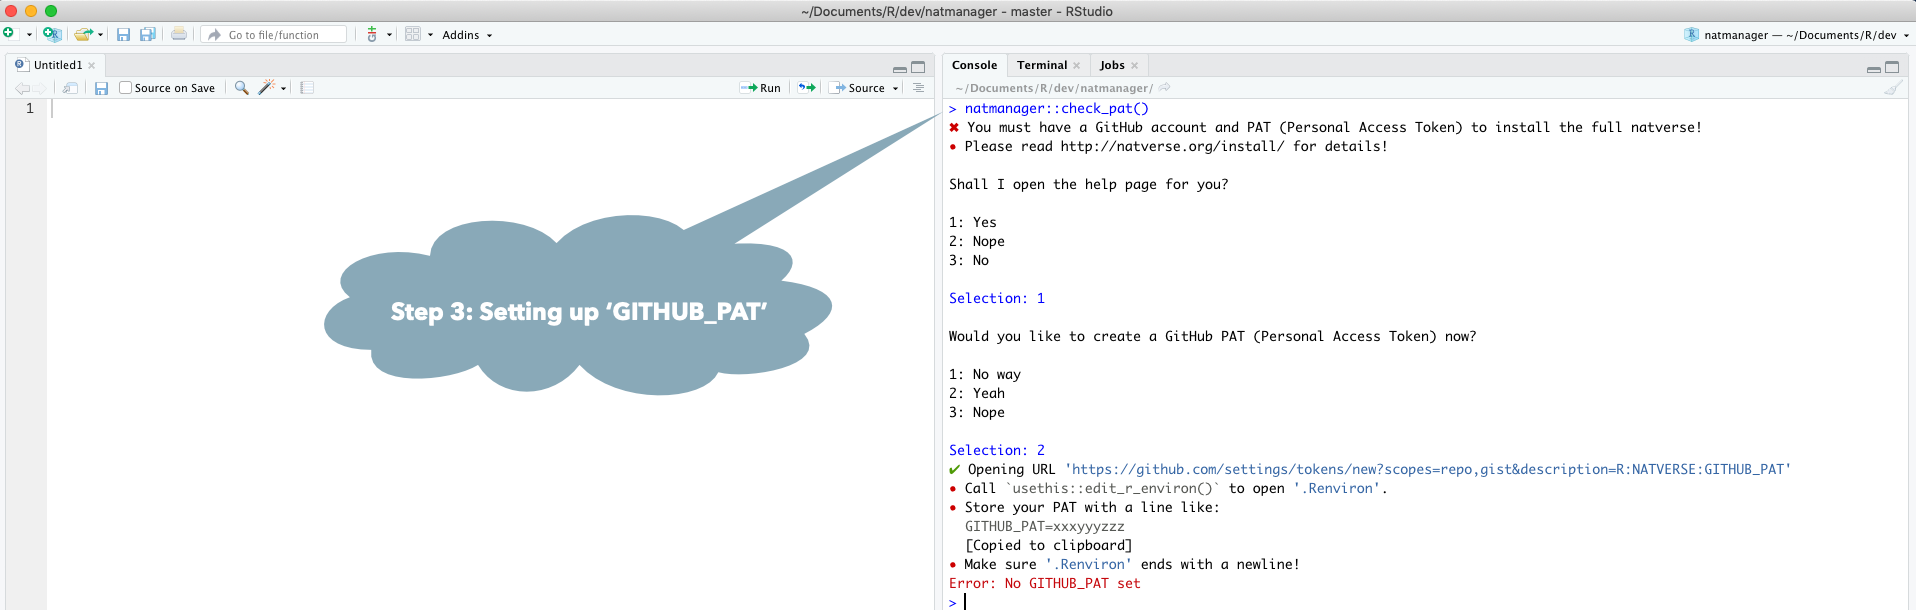 ~/Documents/R/dev/natmanager - master - RStudio
Go to file/function
Addins
natmanager — ~/Documents/R/dev
Untitled1
Source on Save
Run
Source
1
Step 3: Setting up ‘GITHUB_PAT’
Console Terminal Jobs
~/Documents/R/dev/natmanager/
> natmanager::check_pat()
✖ You must have a GitHub account and PAT (Personal Access Token) to install the full natverse!
● Please read http://natverse.org/install/ for details!
Shall I open the help page for you?
1: Yes
2: Nope
3: No
Selection: 1
Would you like to create a GitHub PAT (Personal Access Token) now?
1: No way
2: Yeah
3: Nope
Selection: 2
✔ Opening URL 'https://github.com/settings/tokens/new?scopes=repo,gist&description=R:NATVERSE:GITHUB_PAT'
● Call `usethis::edit_r_environ()` to open '.Renviron'.
● Store your PAT with a line like:
GITHUB_PAT=xxxyyyzzz
[Copied to clipboard]
● Make sure '.Renviron' ends with a newline!
Error: No GITHUB_PAT set
>